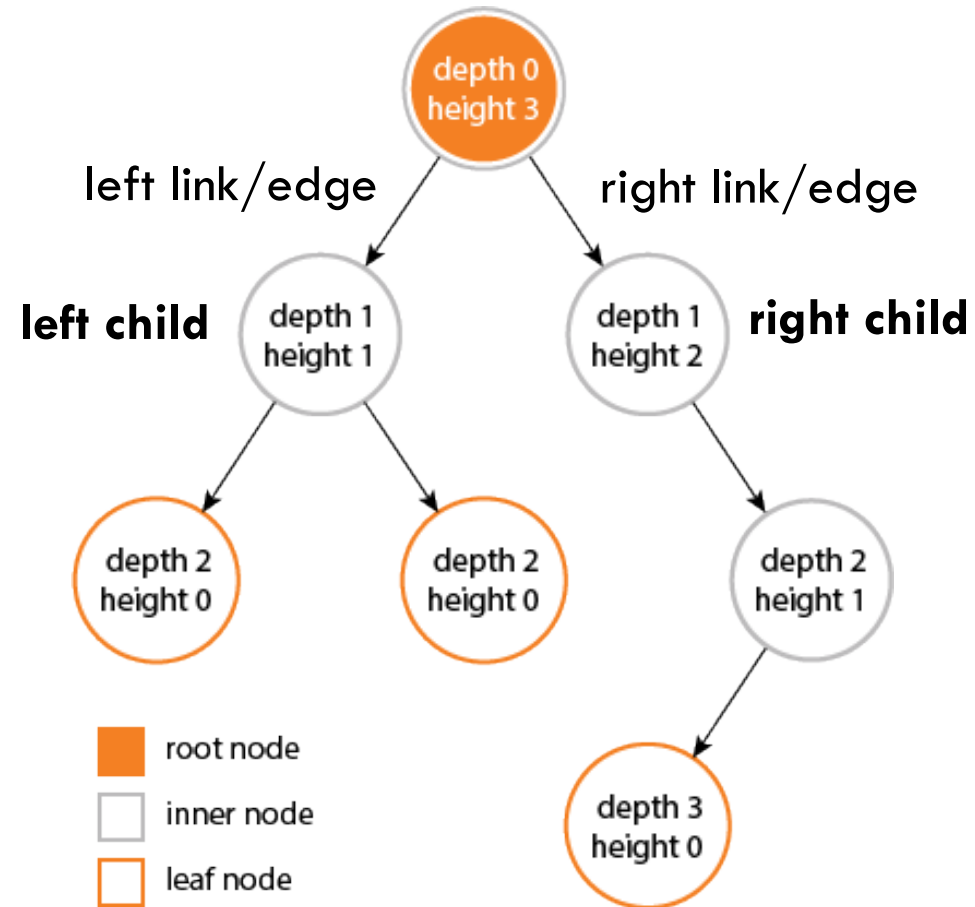 depth 0
height 3
left link/edge
right link/edge
left child
depth 1
height 1
depth 1
height 2
right child
depth 2
height 0
depth 2
height 0
depth 2
height 1
root node
inner node
leaf node
depth 3
height 0